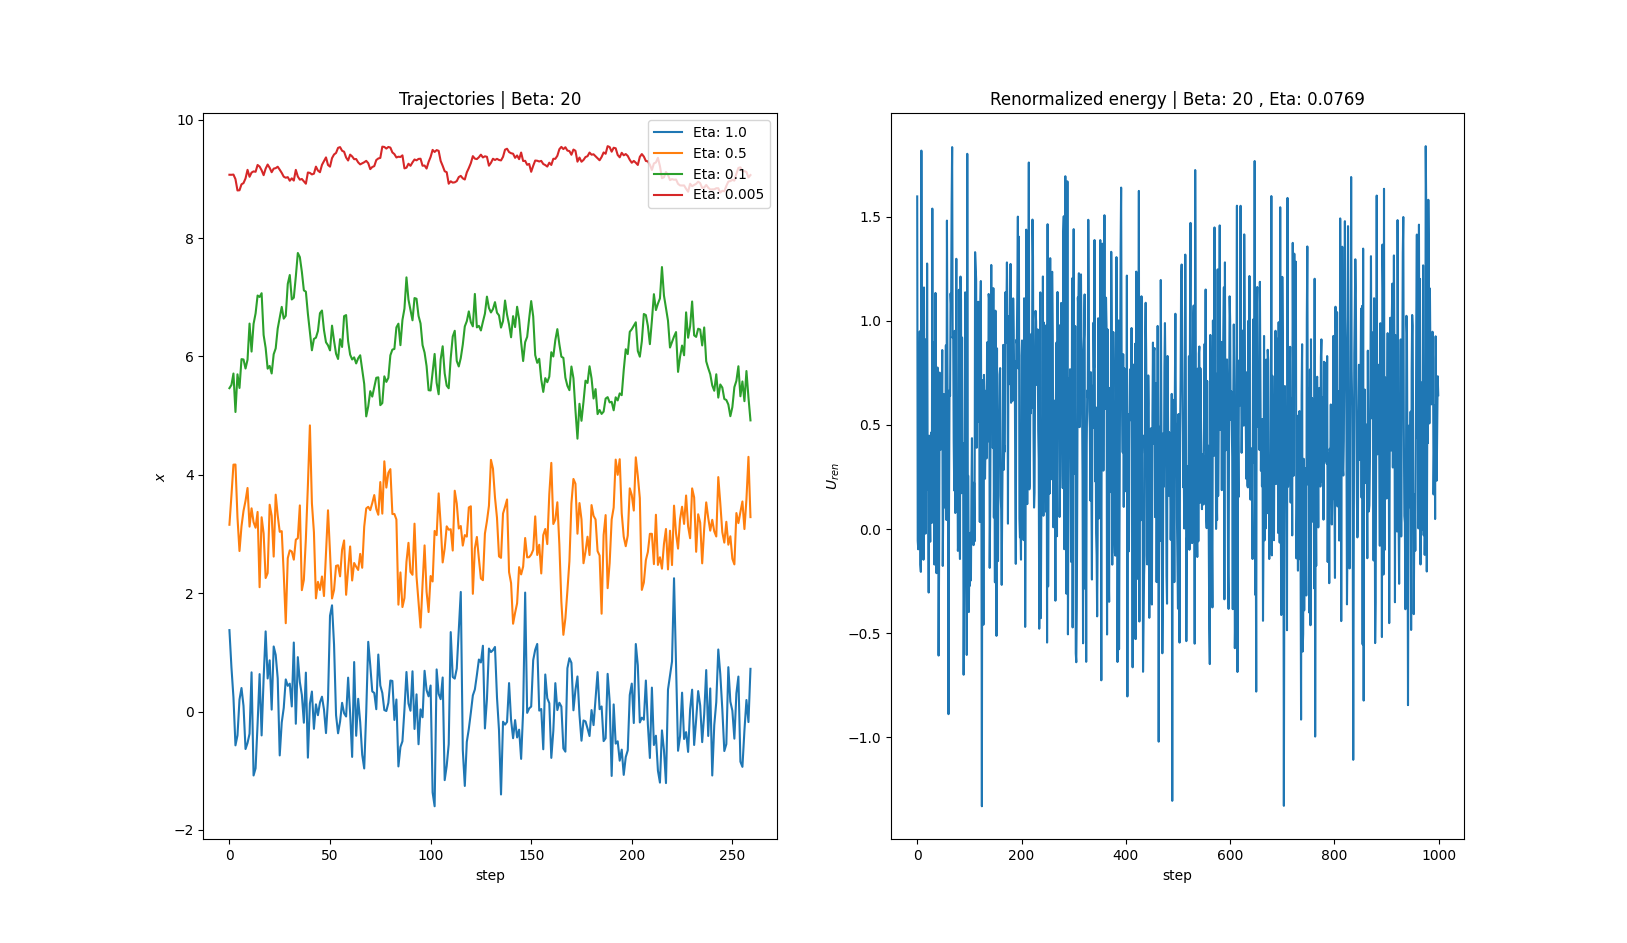 Trajectories | Beta: 20
10
8
6
4
2
0
−2
x
0
50
100
150
200
250
step
Eta: 1.0
Eta: 0.5
Eta: 0.1
Eta: 0.005
Renormalized energy | Beta: 20 , Eta: 0.0769
1.5
1.0
0.5
0.0
−0.5
−1.0
U_ren
0
200
400
600
800
1000
step